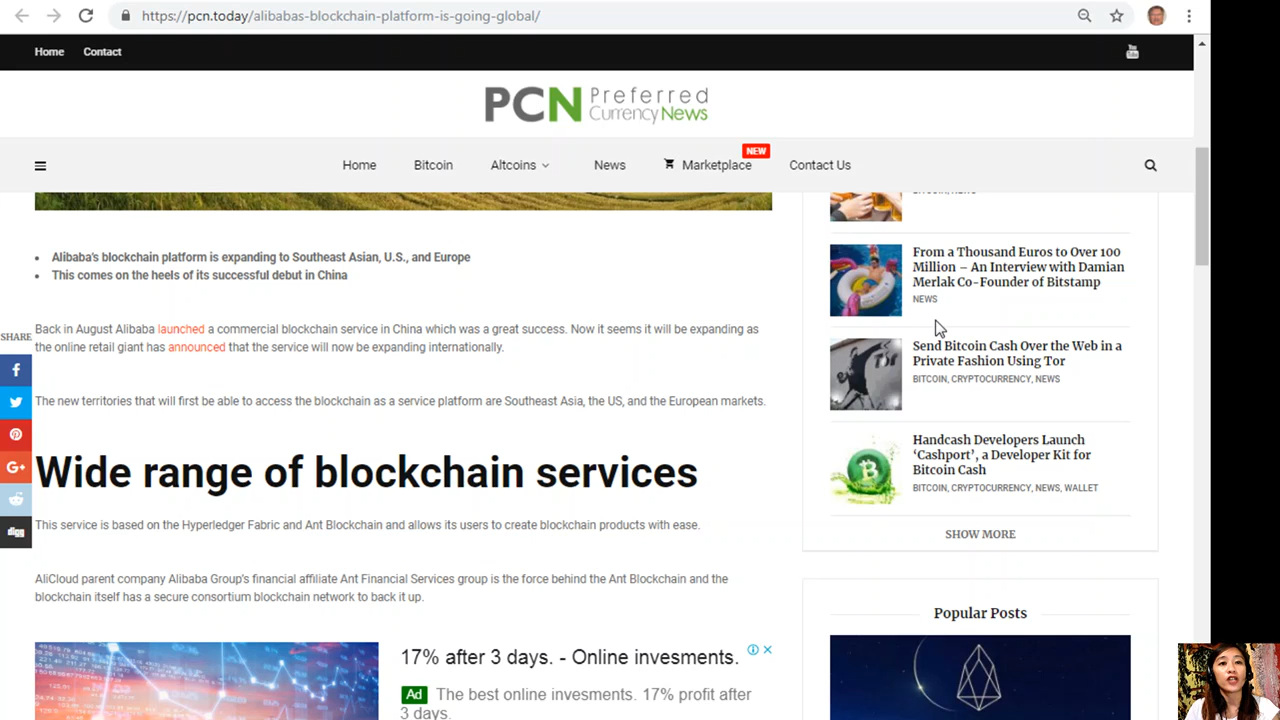 https://pcn.today/alibabas-blockchain-platform-is-going-global/
Home Contact
PCN Preferred
Currency News
NEW
Home Bitcoin Altcoins News Marketplace Contact Us
Alibaba's blockchain platform is expanding to Southeast Asian, U.S., and Europe
This comes on the heels of its successful debut in China
SHARE
Back in August Alibaba launched a commercial blockchain service in China which was a great success. Now it seems it will be expanding as
the online retail giant has announced that the service will now be expanding internationally.
The new territories that will first be able to access the blockchain as a service platform are Southeast Asia, the US, and the European markets.
Wide range of blockchain services
digg
This service is based on the Hyperledger Fabric and Ant Blockchain and allows its users to create blockchain products with ease.
AliCloud parent company Alibaba Group's financial affiliate Ant Financial Services group is the force behind the Ant Blockchain and the
blockchain itself has a secure consortium blockchain network to back it up.
17% after 3 days. - Online invesments.
Ad The best online invesments. 17% profit after
3 days.
BITCOIN, NEWS
From a Thousand Euros to Over 100
Million – An Interview with Damian
Merlak Co-Founder of Bitstamp
NEWS
Send Bitcoin Cash Over the Web in a
Private Fashion Using Tor
BITCOIN, CRYPTOCURRENCY, NEWS
Handcash Developers Launch
‘Cashport’, a Developer Kit for
Bitcoin Cash
BITCOIN, CRYPTOCURRENCY, NEWS, WALLET
SHOW MORE
Popular Posts